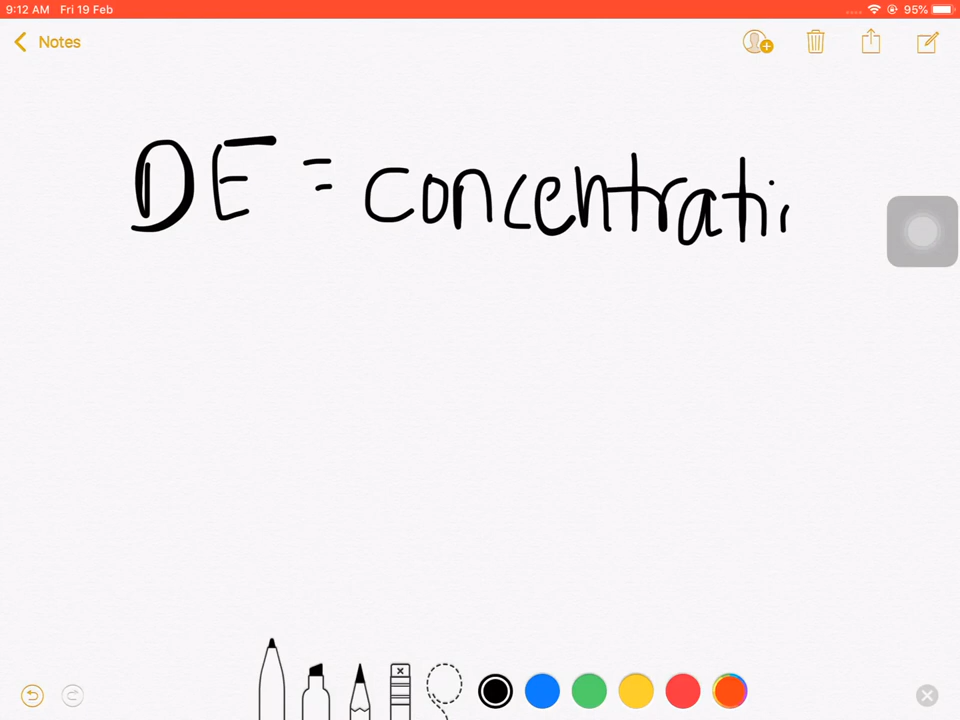 9:12 AM Fri 19 Feb 95%
Notes
DE = concentrati